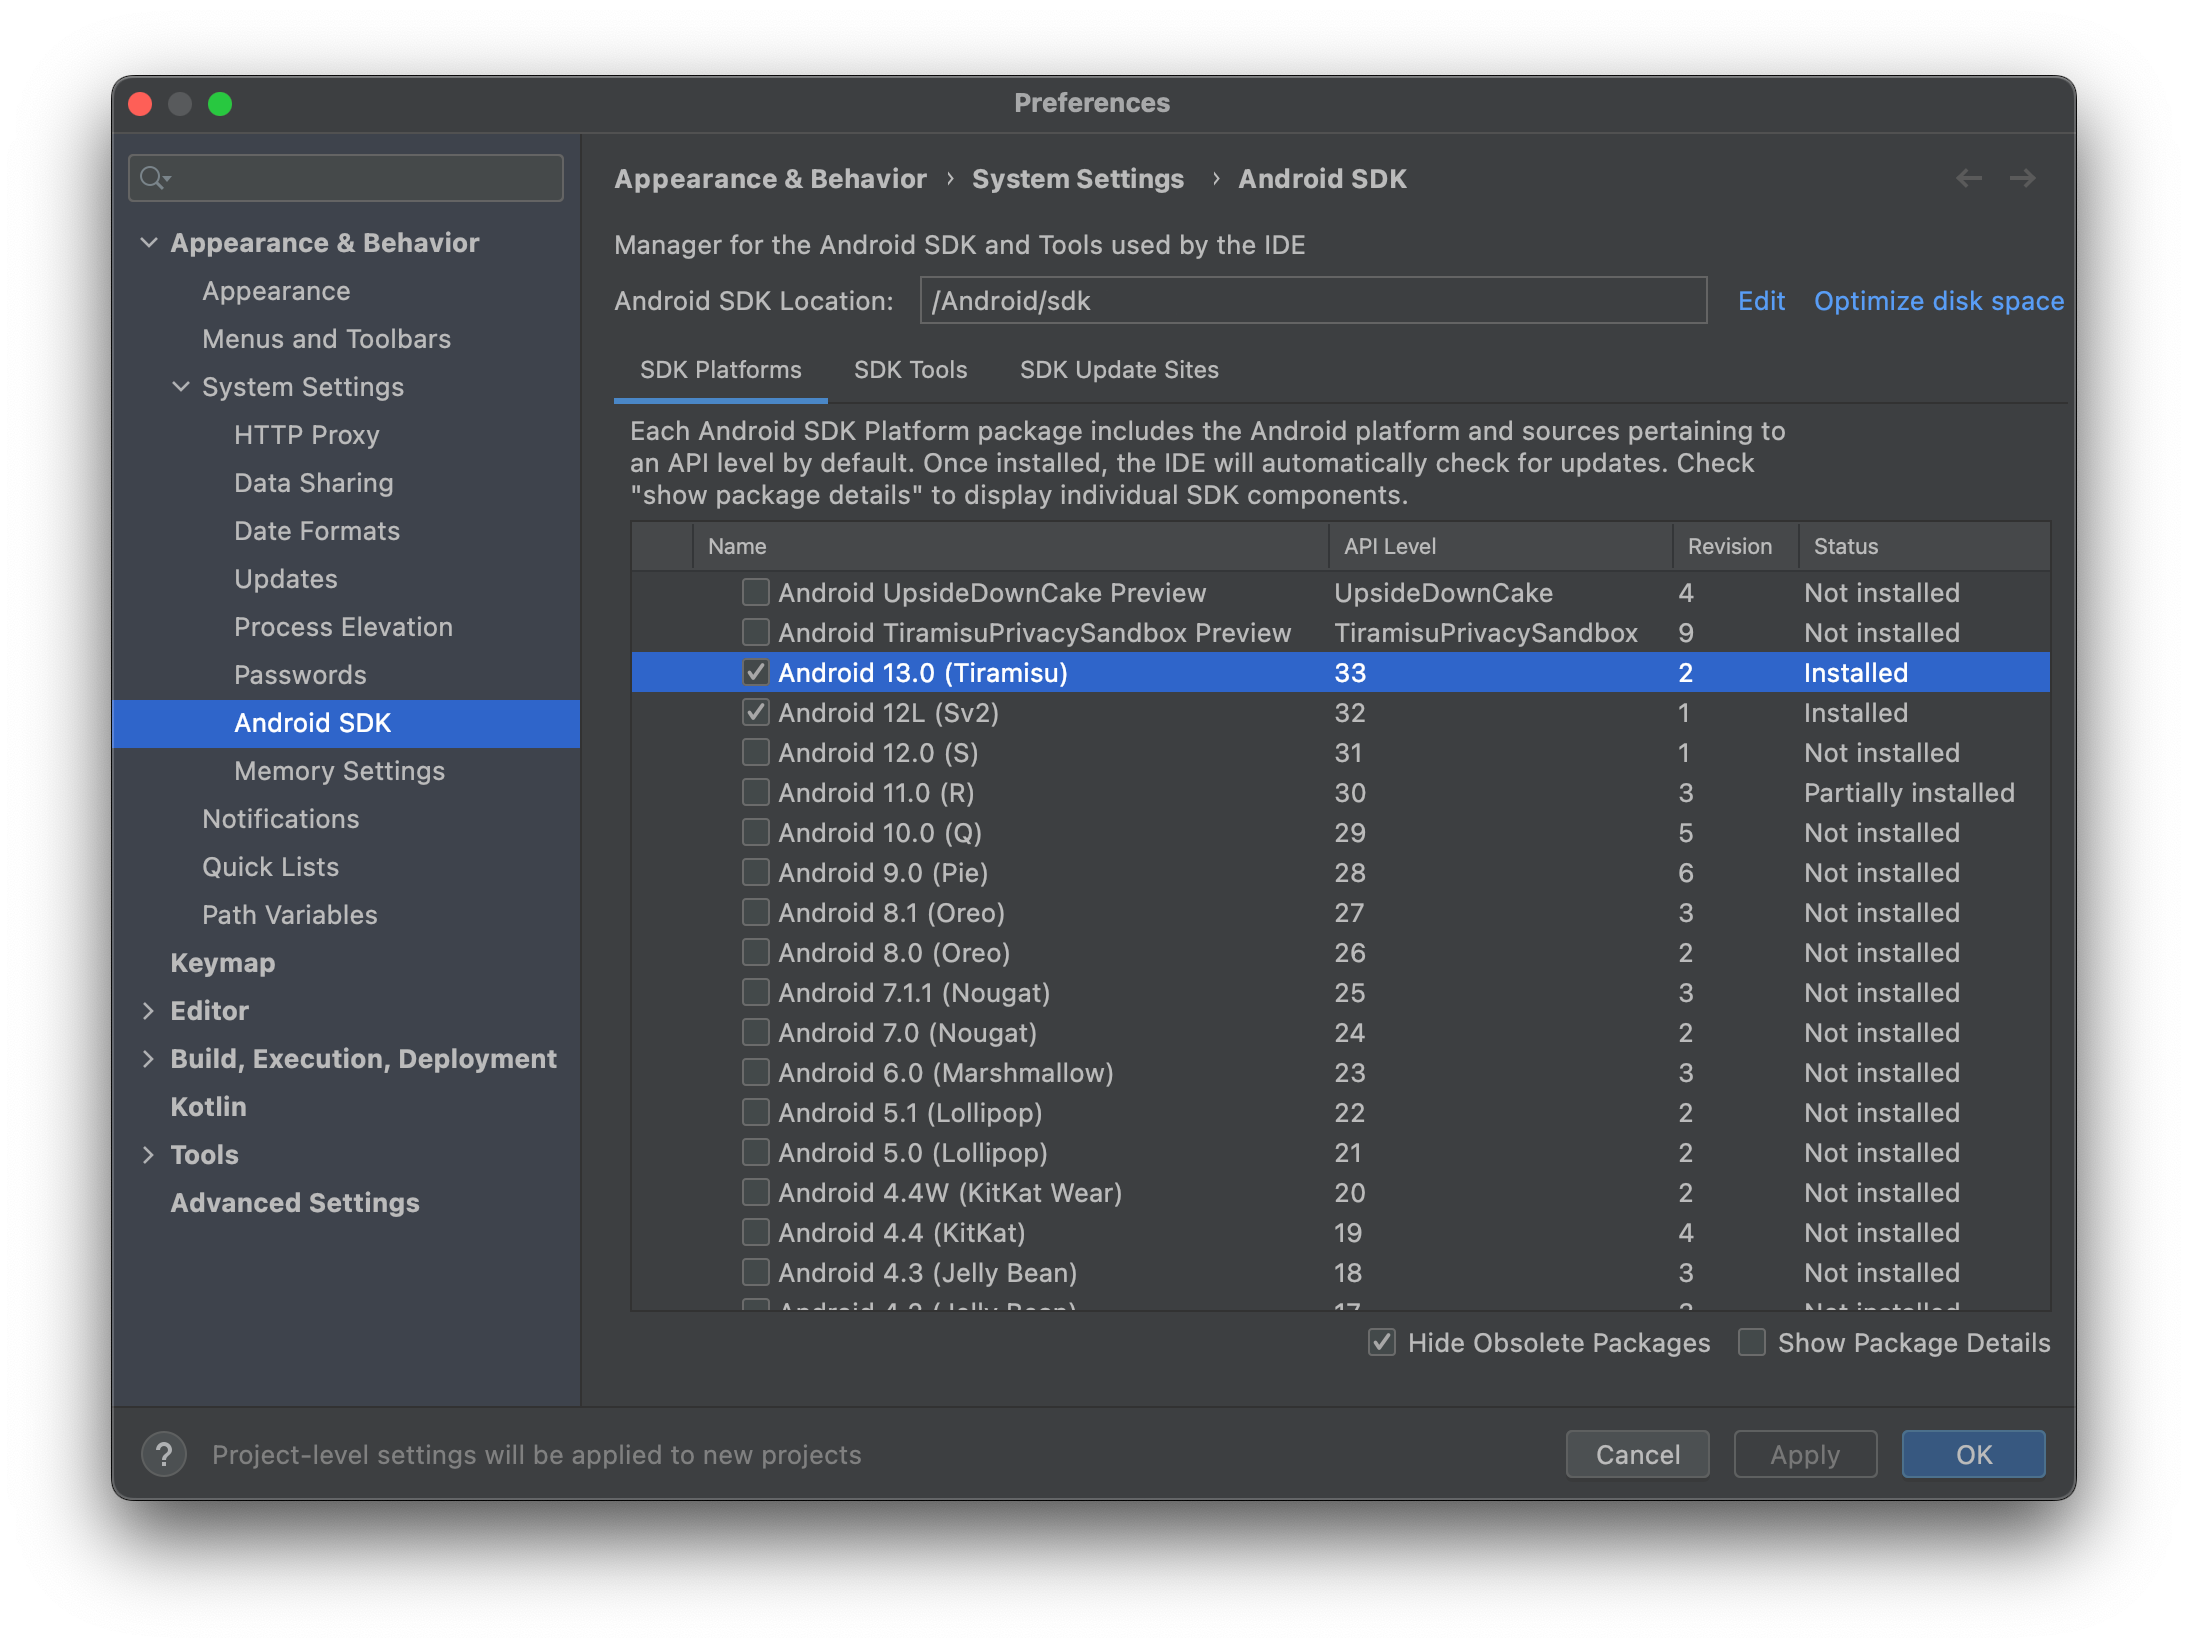 Preferences
Appearance & Behavior
Appearance
Menus and Toolbars
System Settings
HTTP Proxy
Data Sharing
Date Formats
Updates
Process Elevation
Passwords
Android SDK
Memory Settings
Notifications
Quick Lists
Path Variables
Keymap
Editor
Build, Execution, Deployment
Kotlin
Tools
Advanced Settings
Appearance & Behavior › System Settings › Android SDK
Manager for the Android SDK and Tools used by the IDE
Android SDK Location: /Android/sdk Edit Optimize disk space
SDK Platforms SDK Tools SDK Update Sites
Each Android SDK Platform package includes the Android platform and sources pertaining to
an API level by default. Once installed, the IDE will automatically check for updates. Check
"show package details" to display individual SDK components.
Name API Level Revision Status
Android UpsideDownCake Preview UpsideDownCake 4 Not installed
Android TiramisuPrivacySandbox Preview TiramisuPrivacySandbox 9 Not installed
Android 13.0 (Tiramisu) 33 2 Installed
Android 12L (Sv2) 32 1 Installed
Android 12.0 (S) 31 1 Not installed
Android 11.0 (R) 30 3 Partially installed
Android 10.0 (Q) 29 5 Not installed
Android 9.0 (Pie) 28 6 Not installed
Android 8.1 (Oreo) 27 3 Not installed
Android 8.0 (Oreo) 26 2 Not installed
Android 7.1.1 (Nougat) 25 3 Not installed
Android 7.0 (Nougat) 24 2 Not installed
Android 6.0 (Marshmallow) 23 3 Not installed
Android 5.1 (Lollipop) 22 2 Not installed
Android 5.0 (Lollipop) 21 2 Not installed
Android 4.4W (KitKat Wear) 20 2 Not installed
Android 4.4 (KitKat) 19 4 Not installed
Android 4.3 (Jelly Bean) 18 3 Not installed
Android 4.2 (Jelly Bean) 17 Not installed
Hide Obsolete Packages Show Package Details
? Project-level settings will be applied to new projects
Cancel Apply OK